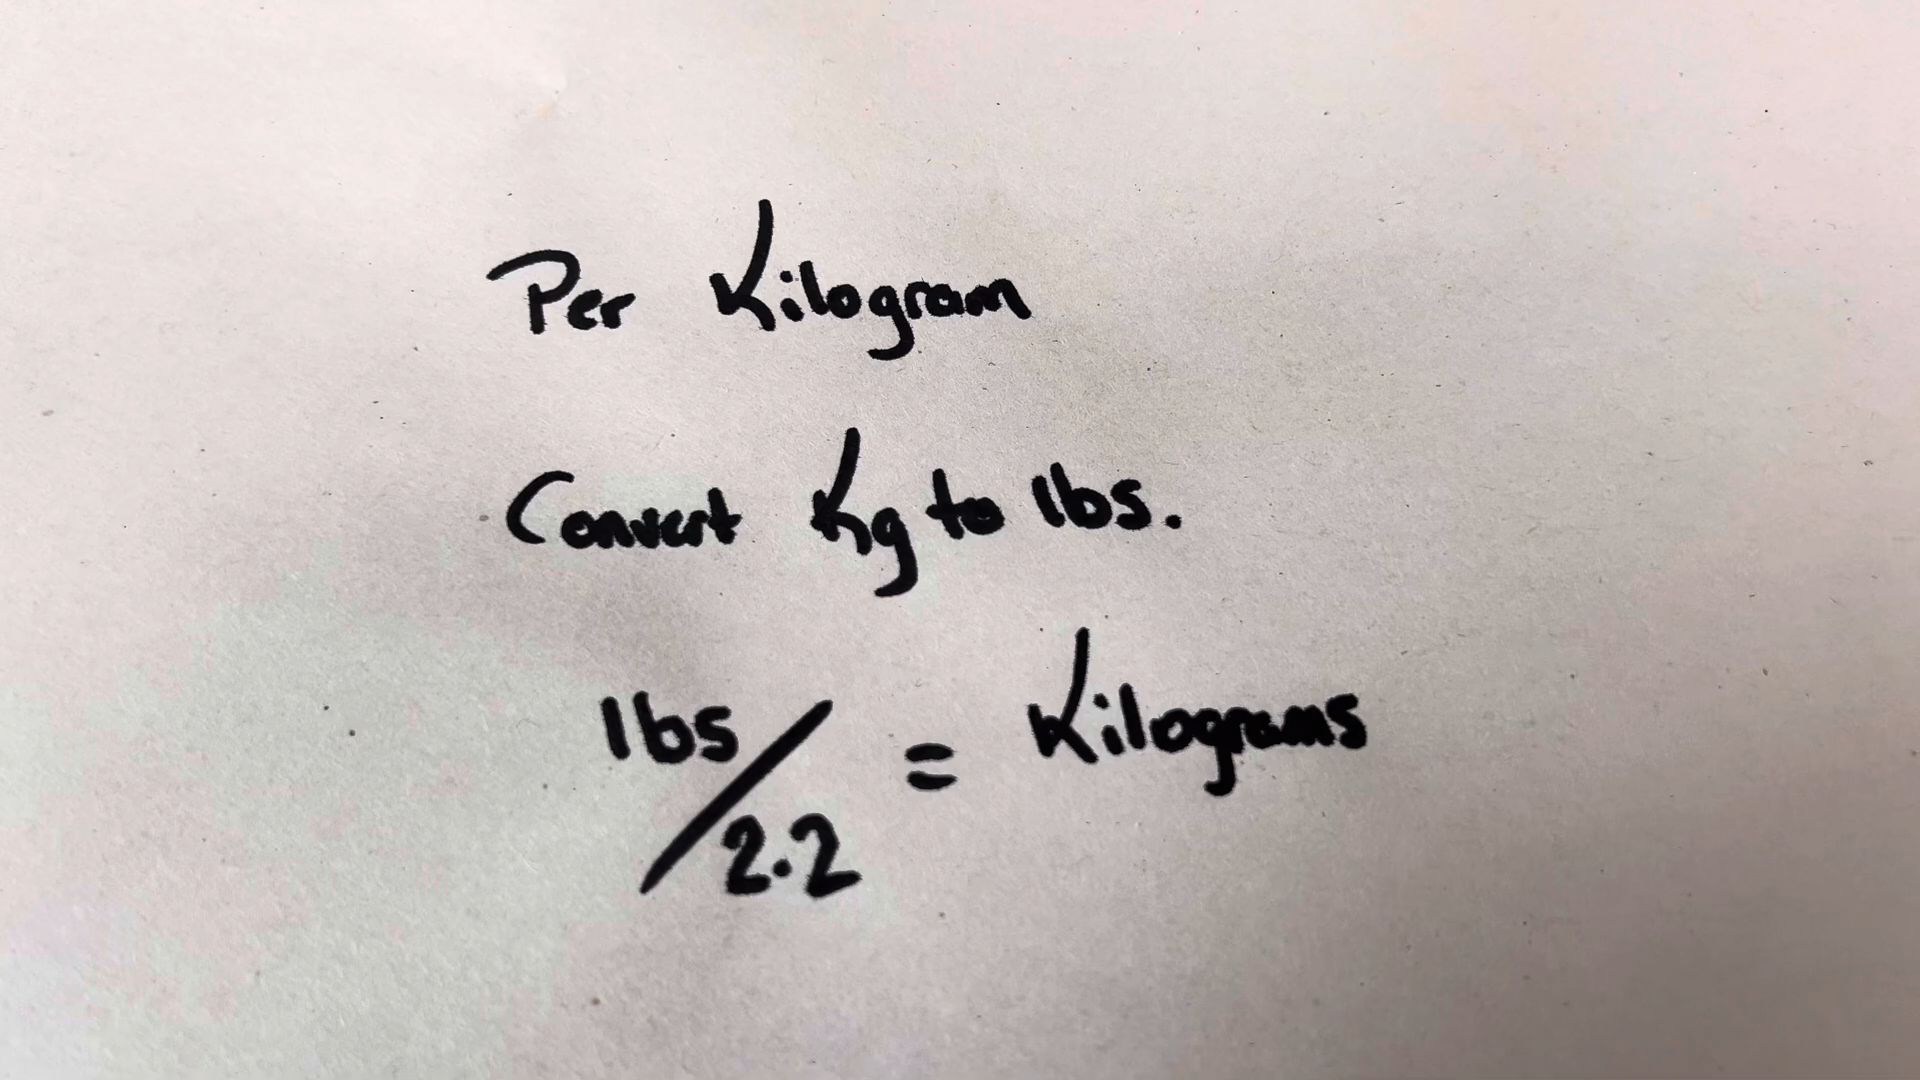 Per Kilogram
Convert Kg to lbs.
lbs/2.2 = Kilograms